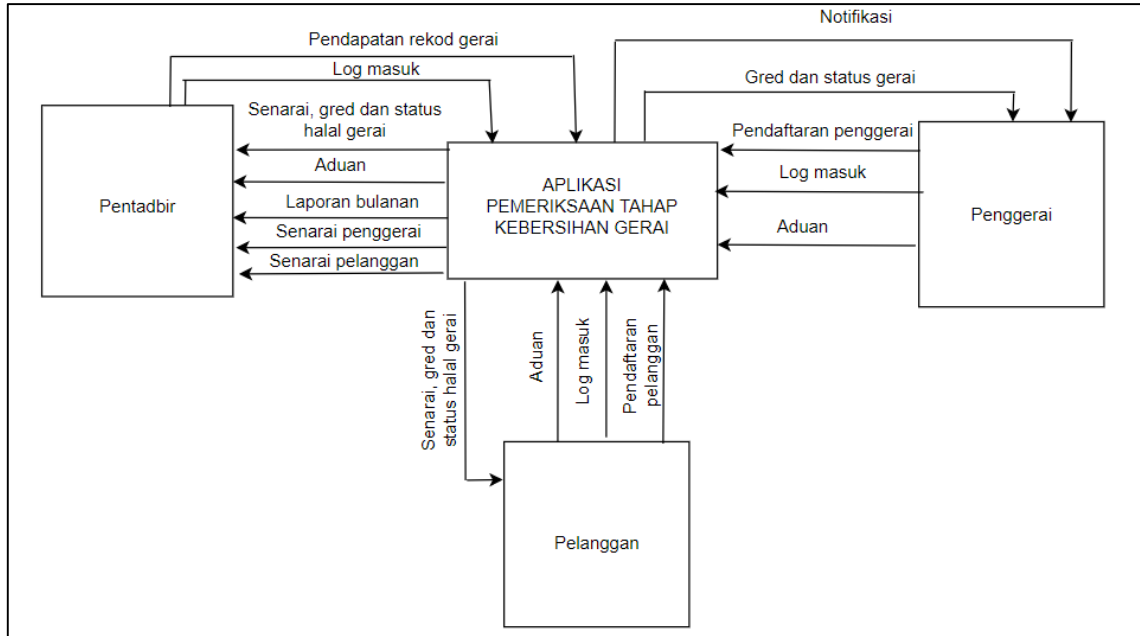 Notifikasi
Pendapatan rekod gerai
Log masuk
Gred dan status gerai
Senarai, gred dan status
halal gerai
Pendaftaran penggerai
Aduan
Log masuk
Pentadbir
APLIKASI
PEMERIKSAAN TAHAP
KEBERSIHAN GERAI
Penggerai
Laporan bulanan
Aduan
Senarai penggerai
Senarai pelanggan
Senarai, gred dan
status halal gerai
Aduan
Log masuk
Pendaftaran
pelanggan
Pelanggan